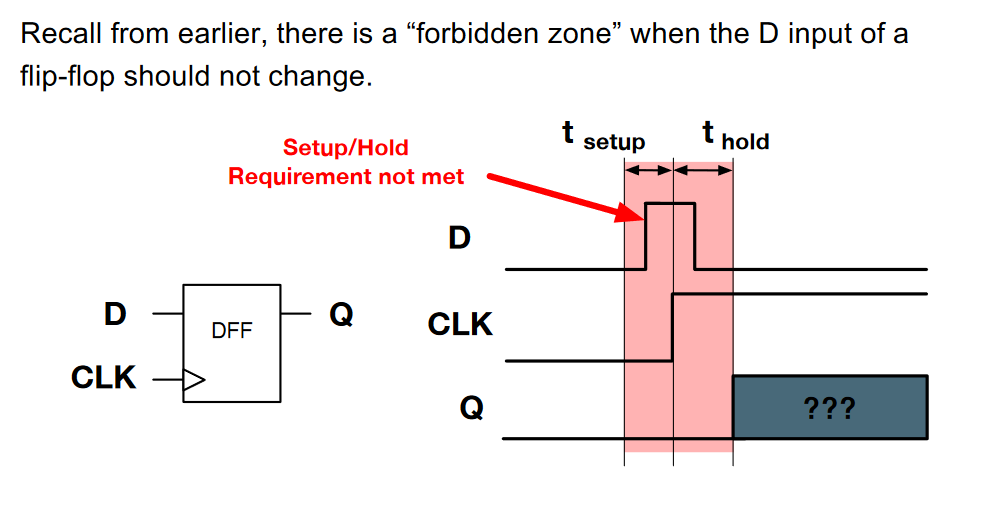 Recall from earlier, there is a “forbidden zone” when the D input of a
flip-flop should not change.
t setup
t hold
Setup/Hold
Requirement not met
D
D
Q
CLK
DFF
CLK
Q
???